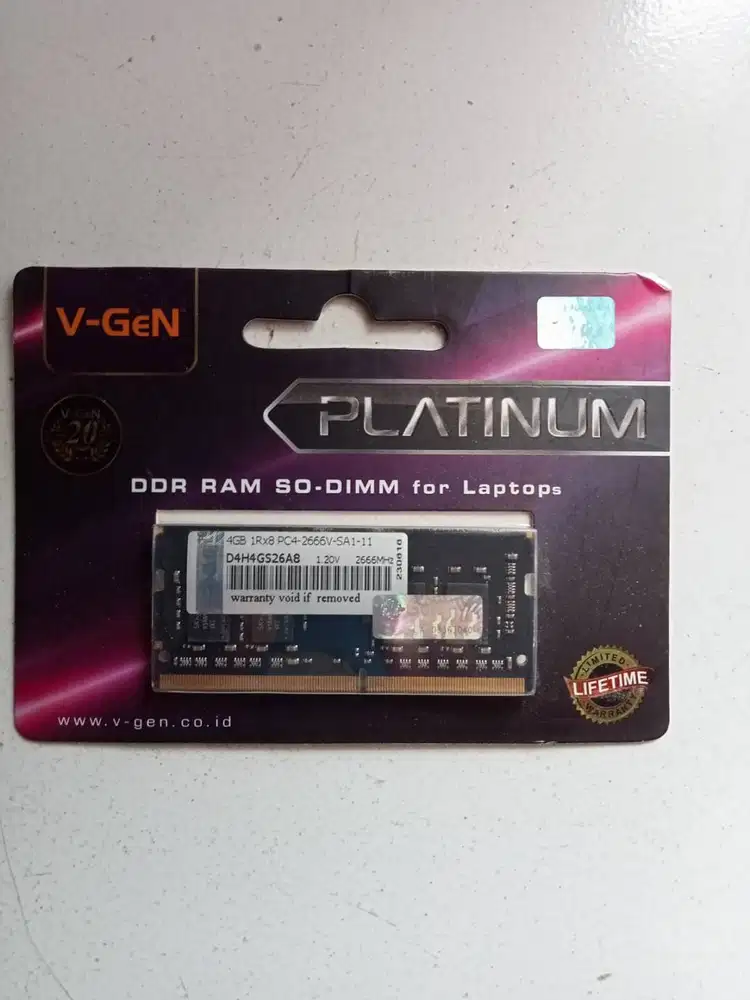 V-GeN
V-GeN
20
PLATINUM
DDR RAM SO-DIMM for Laptops
4GB 1Rx8 PC4-2666V-SA1-11
D4H4GS26A8 1.20V 2666MHz
230616
warranty void if removed
LIMITED
LIFETIME
WARRANTY
www.v-gen.co.id